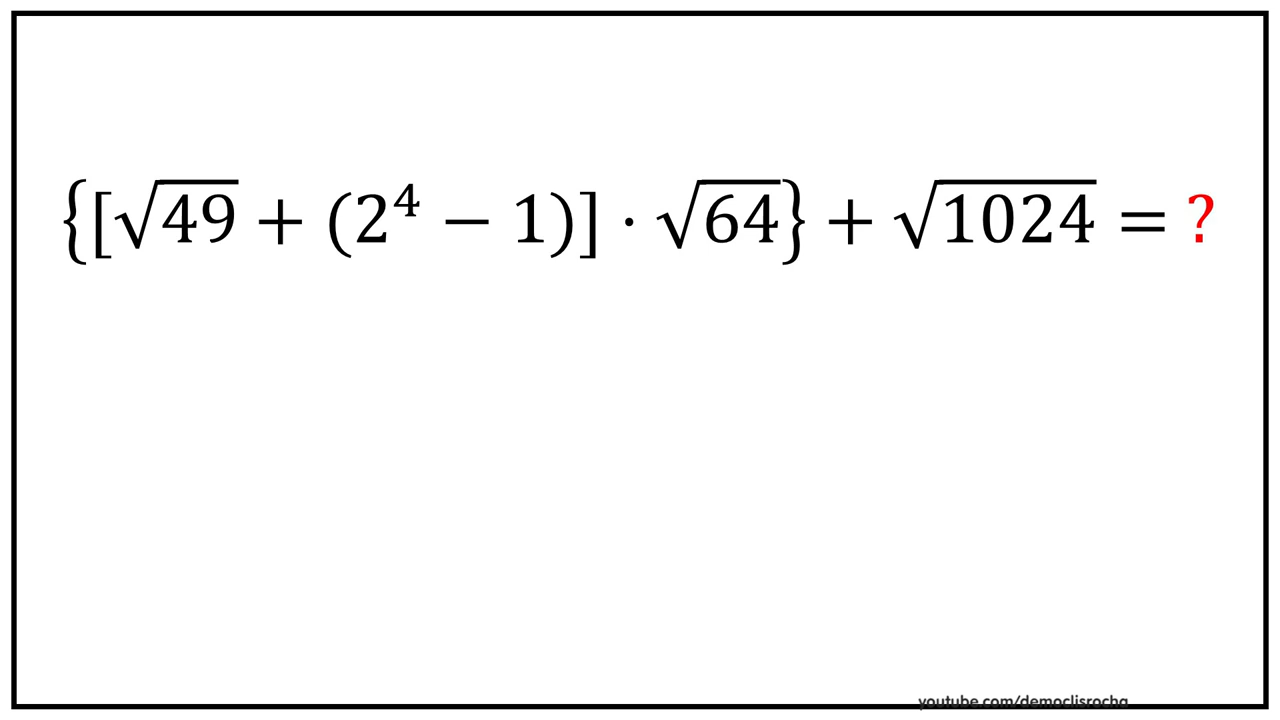 {[√49 + (2⁴ − 1)] · √64} + √1024 = ?
youtube.com/democlisrocha